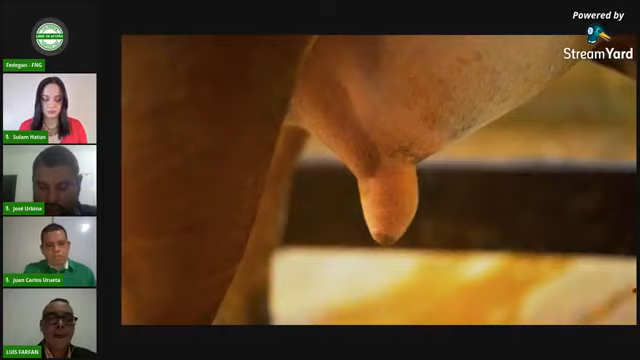 Powered by
StreamYard
Fedegan - FNG
Sulam Hatun
José Urbina
Juan Carlos Urueta
LUIS FARFAN